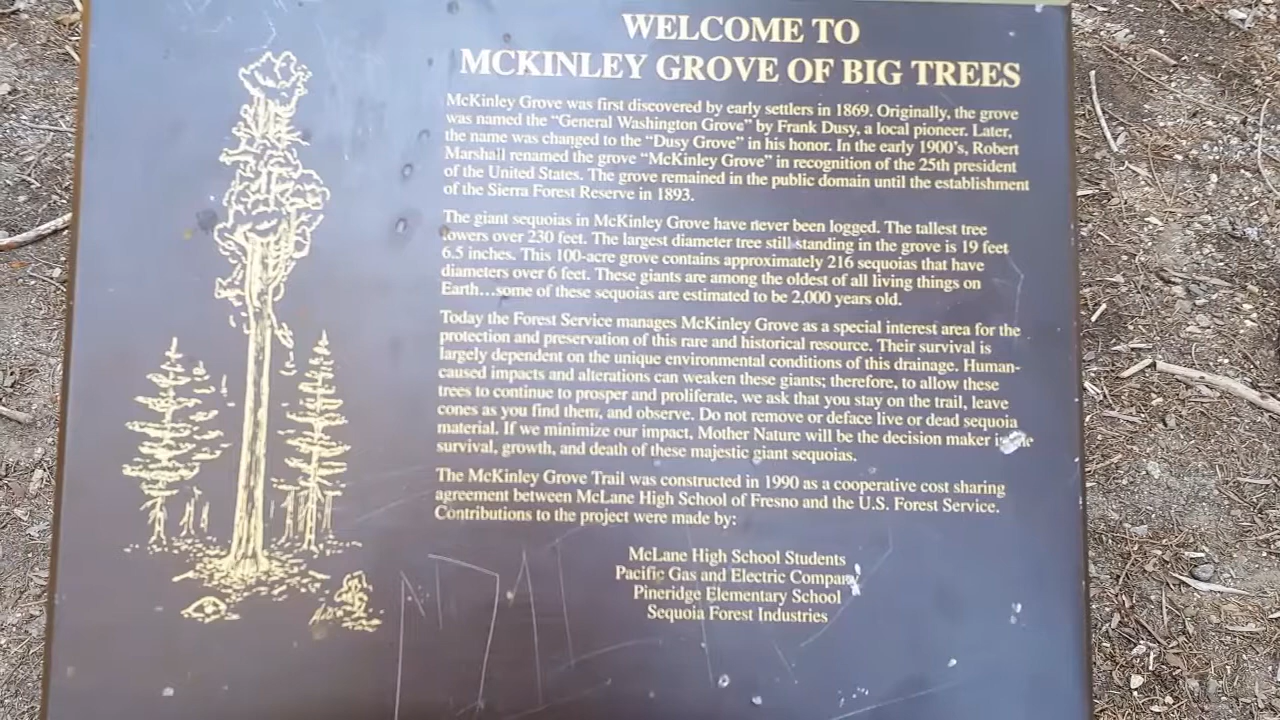 WELCOME TO
MCKINLEY GROVE OF BIG TREES
McKinley Grove was first discovered by early settlers in 1869. Originally, the grove
was named the “General Washington Grove” by Frank Dusy, a local pioneer. Later,
the name was changed to the “Dusy Grove” in his honor. In the early 1900’s, Robert
Marshall renamed the grove “McKinley Grove” in recognition of the 25th president
of the United States. The grove remained in the public domain until the establishment
of the Sierra Forest Reserve in 1893.
The giant sequoias in McKinley Grove have never been logged. The tallest tree
towers over 230 feet. The largest diameter tree still standing in the grove is 19 feet
6.5 inches. This 100-acre grove contains approximately 216 sequoias that have
diameters over 6 feet. These giants are among the oldest of all living things on
Earth…some of these sequoias are estimated to be 2,000 years old.
Today the Forest Service manages McKinley Grove as a special interest area for the
protection and preservation of this rare and historical resource. Their survival is
largely dependent on the unique environmental conditions of this drainage. Human-
caused impacts and alterations can weaken these giants; therefore, to allow these
trees to continue to prosper and proliferate, we ask that you stay on the trail, leave
cones as you find them, and observe. Do not remove or deface live or dead sequoia
material. If we minimize our impact, Mother Nature will be the decision maker in the
survival, growth, and death of these majestic giant sequoias.
The McKinley Grove Trail was constructed in 1990 as a cooperative cost sharing
agreement between McLane High School of Fresno and the U.S. Forest Service.
Contributions to the project were made by:
McLane High School Students
Pacific Gas and Electric Company
Pineridge Elementary School
Sequoia Forest Industries